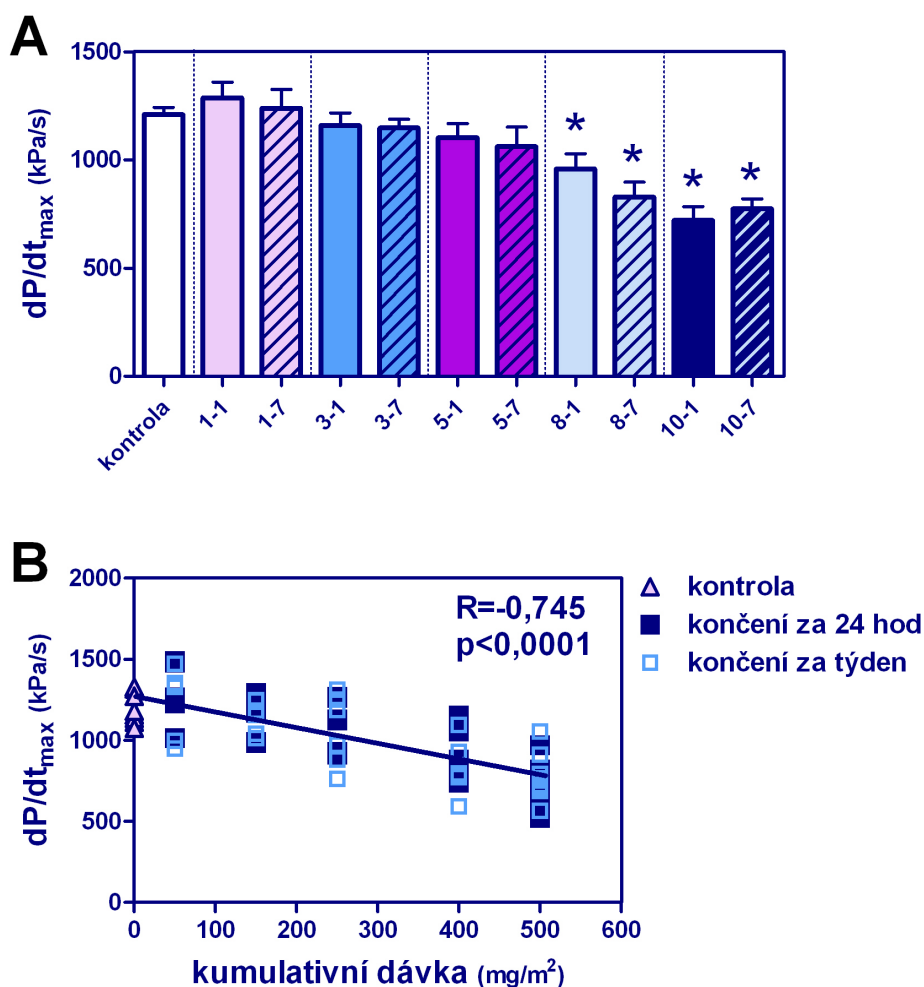 A
dP/dtmax (kPa/s)
1500
1000
500
0
* * * *
kontrola 1-1 1-7 3-1 3-7 5-1 5-7 8-1 8-7 10-1 10-7
B
dP/dtmax (kPa/s)
2000
1500
1000
500
0
R=-0,745
p<0,0001
kontrola
končení za 24 hod
končení za týden
0 100 200 300 400 500 600
kumulativní dávka (mg/m²)